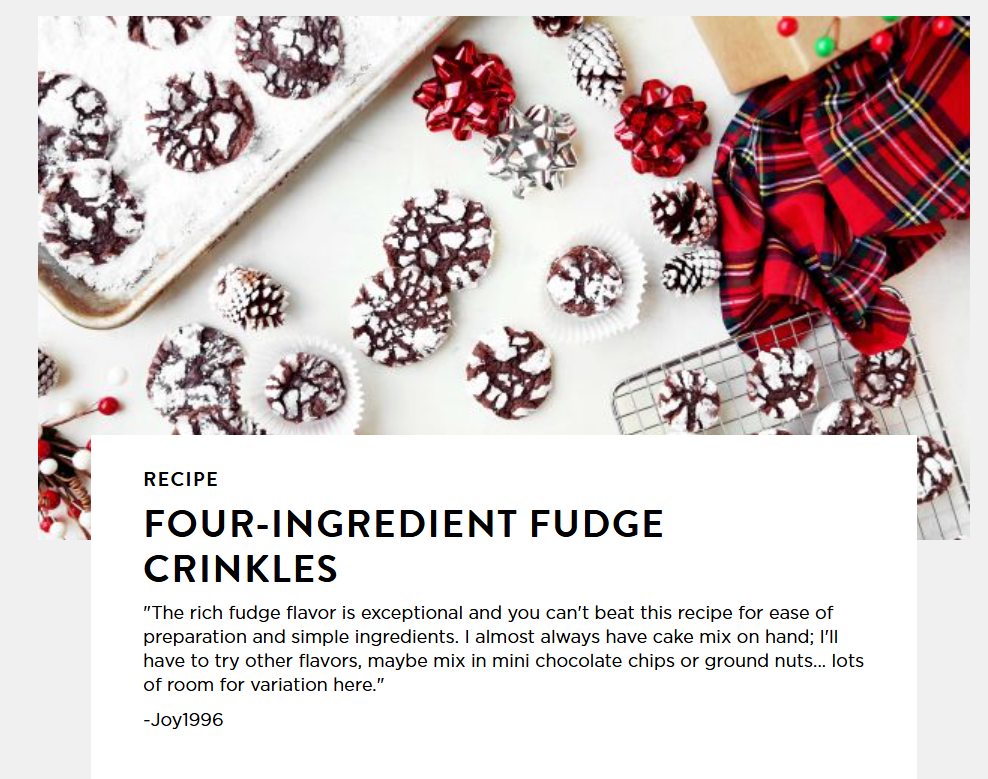 RECIPE
FOUR-INGREDIENT FUDGE
CRINKLES
"The rich fudge flavor is exceptional and you can't beat this recipe for ease of
preparation and simple ingredients. I almost always have cake mix on hand; I'll
have to try other flavors, maybe mix in mini chocolate chips or ground nuts... lots
of room for variation here."
-Joy1996